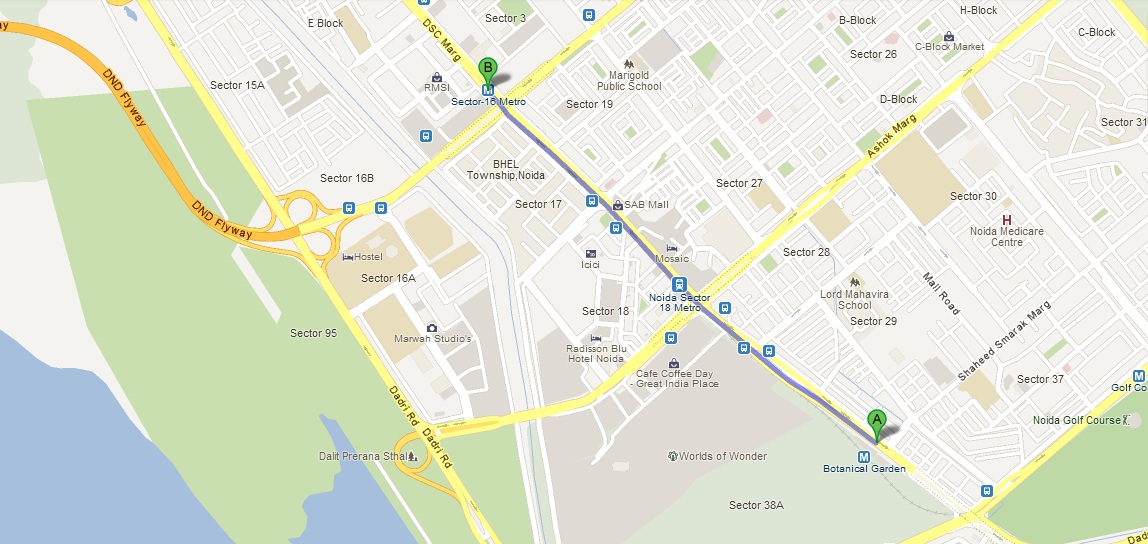 E Block
Sector 3
DSC Marg
B-Block
H-Block
C-Block
Sector 26
C-Block Market
way
DND Flyway
Sector 15A
RMSI
B
M
Sector-16 Metro
Marigold
Public School
Sector 19
D-Block
Ashok Marg
Sector 31
BHEL
Township,Noida
Sector 16B
Sector 17
SAB Mall
Sector 27
Sector 30
H
Noida Medicare
Centre
DND Flyway
Hostel
Icici
Mosaic
Sector 28
Sector 16A
Noida Sector
18 Metro
Lord Mahavira
School
Mall Road
Sector 29
Shaheed Smarak Marg
Sector 18
Sector 95
Marwah Studio's
Radisson Blu
Hotel Noida
Cafe Coffee Day
- Great India Place
Sector 37
M
Golf Co
Dadri Rd
Dadri Rd
A
Noida Golf Course
Dalit Prerana Sthal
Worlds of Wonder
M
Botanical Garden
Sector 38A
Dad